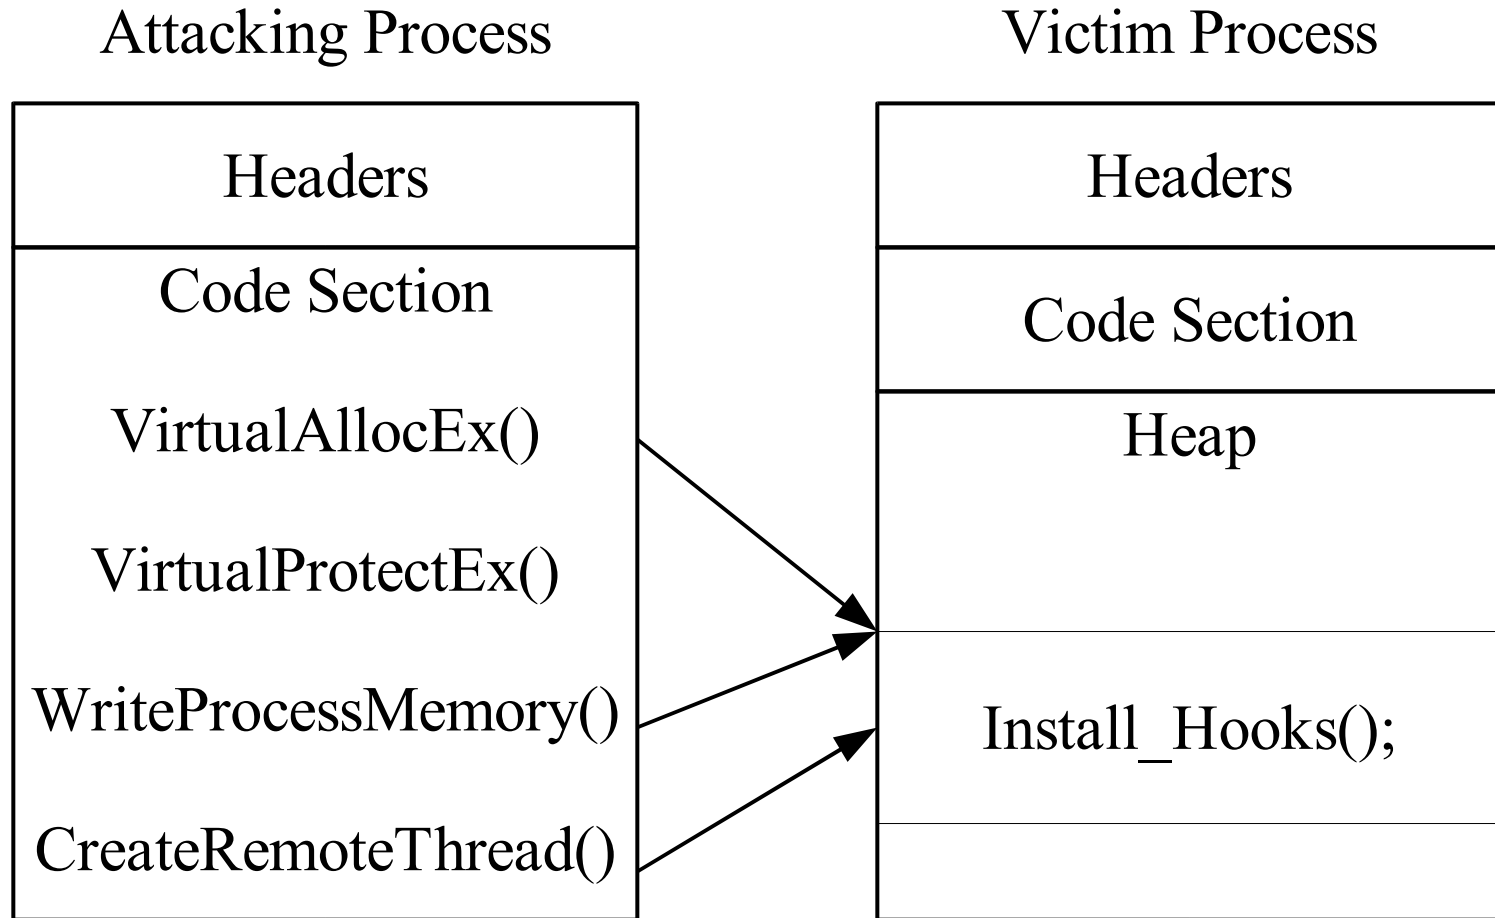 Attacking Process
Headers
Code Section
VirtualAllocEx()
VirtualProtectEx()
WriteProcessMemory()
CreateRemoteThread()
Victim Process
Headers
Code Section
Heap
Install_Hooks();